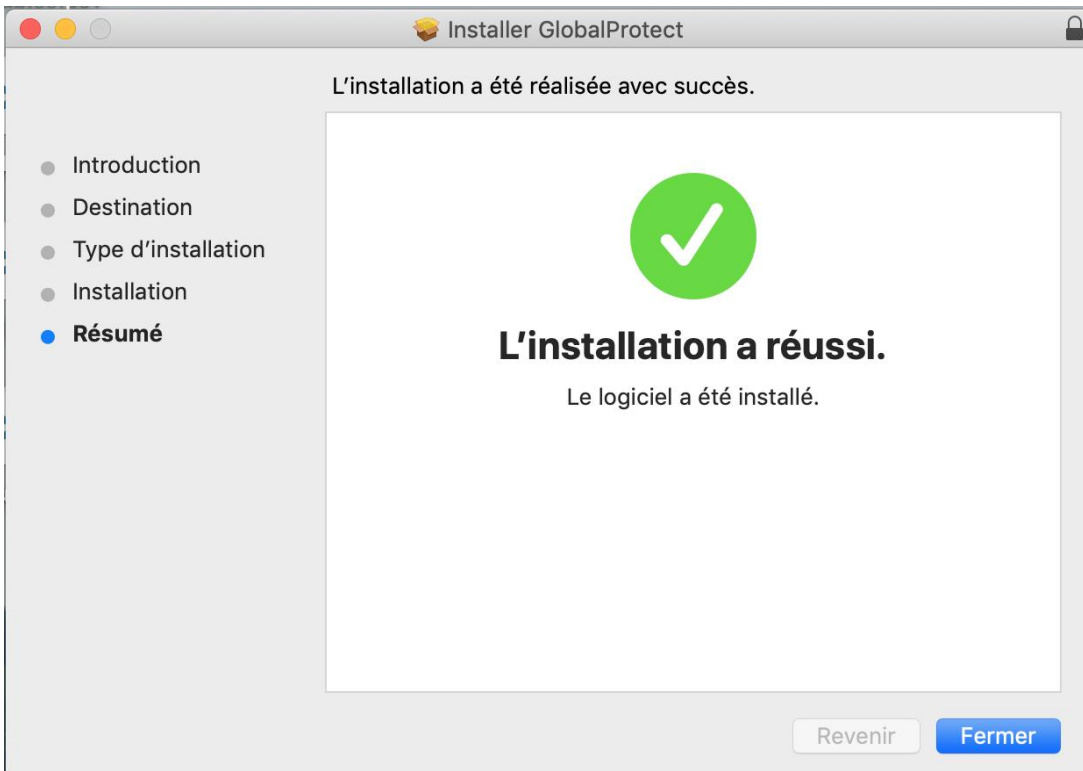 Installer GlobalProtect
L’installation a été réalisée avec succès.
Introduction
Destination
Type d’installation
Installation
Résumé
L’installation a réussi.
Le logiciel a été installé.
Revenir
Fermer